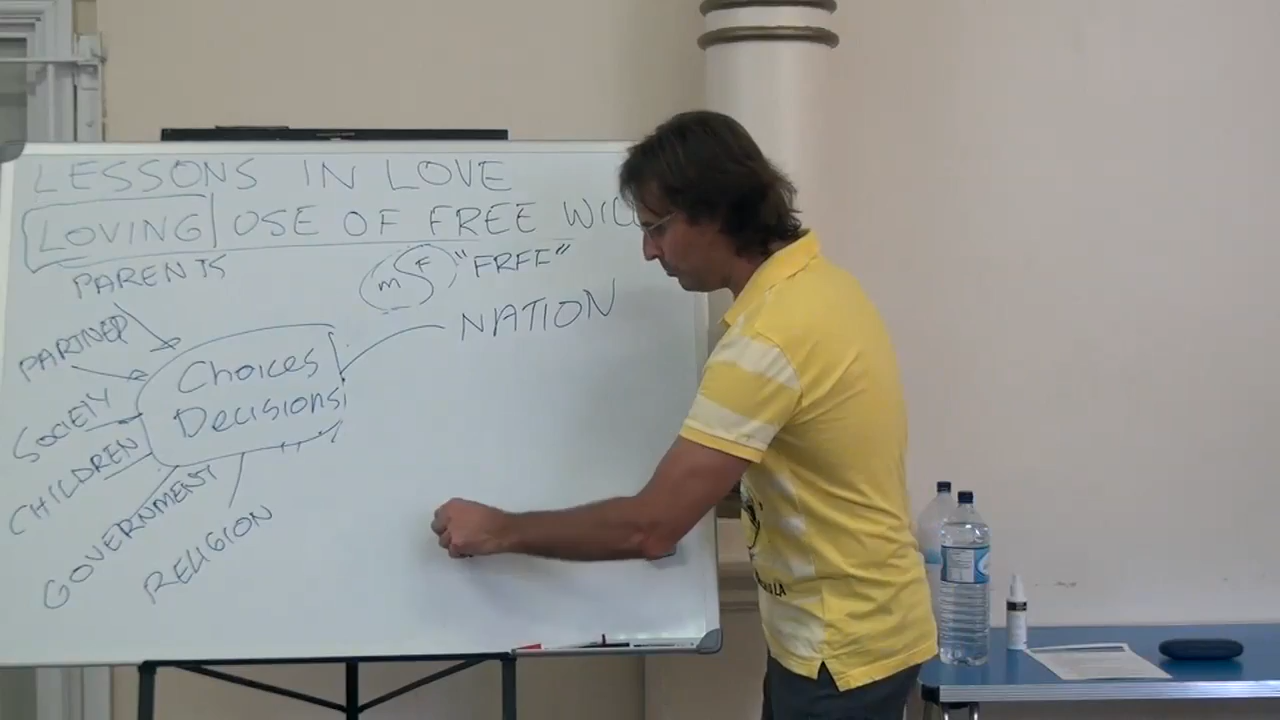 LESSONS IN LOVE
LOVING USE OF FREE WILL
PARENTS
m F "FREE"
NATION
PARTNER
Choices
Decisions
SOCIETY
CHILDREN
GOVERNMENT
RELIGION